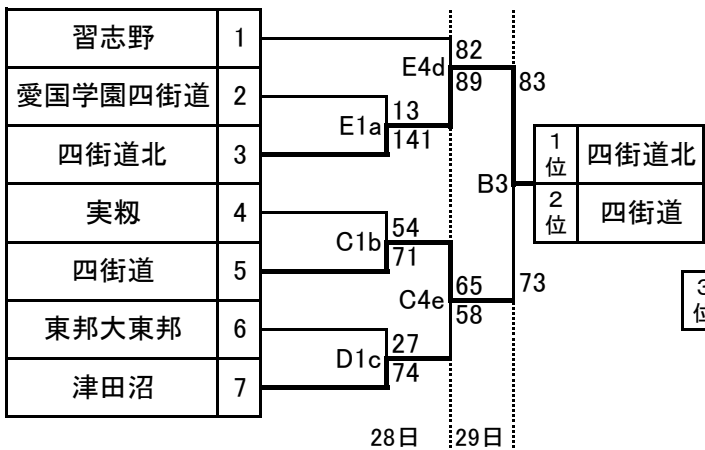 習志野 1
愛国学園四街道 2
四街道北 3
実籾 4
四街道 5
東邦大東邦 6
津田沼 7
E4d 82
89
E1a 13
141
C1b 54
71
C4e 65
58
D1c 27
74
B3 83
73
1位 四街道北
2位 四街道
3位
28日 29日